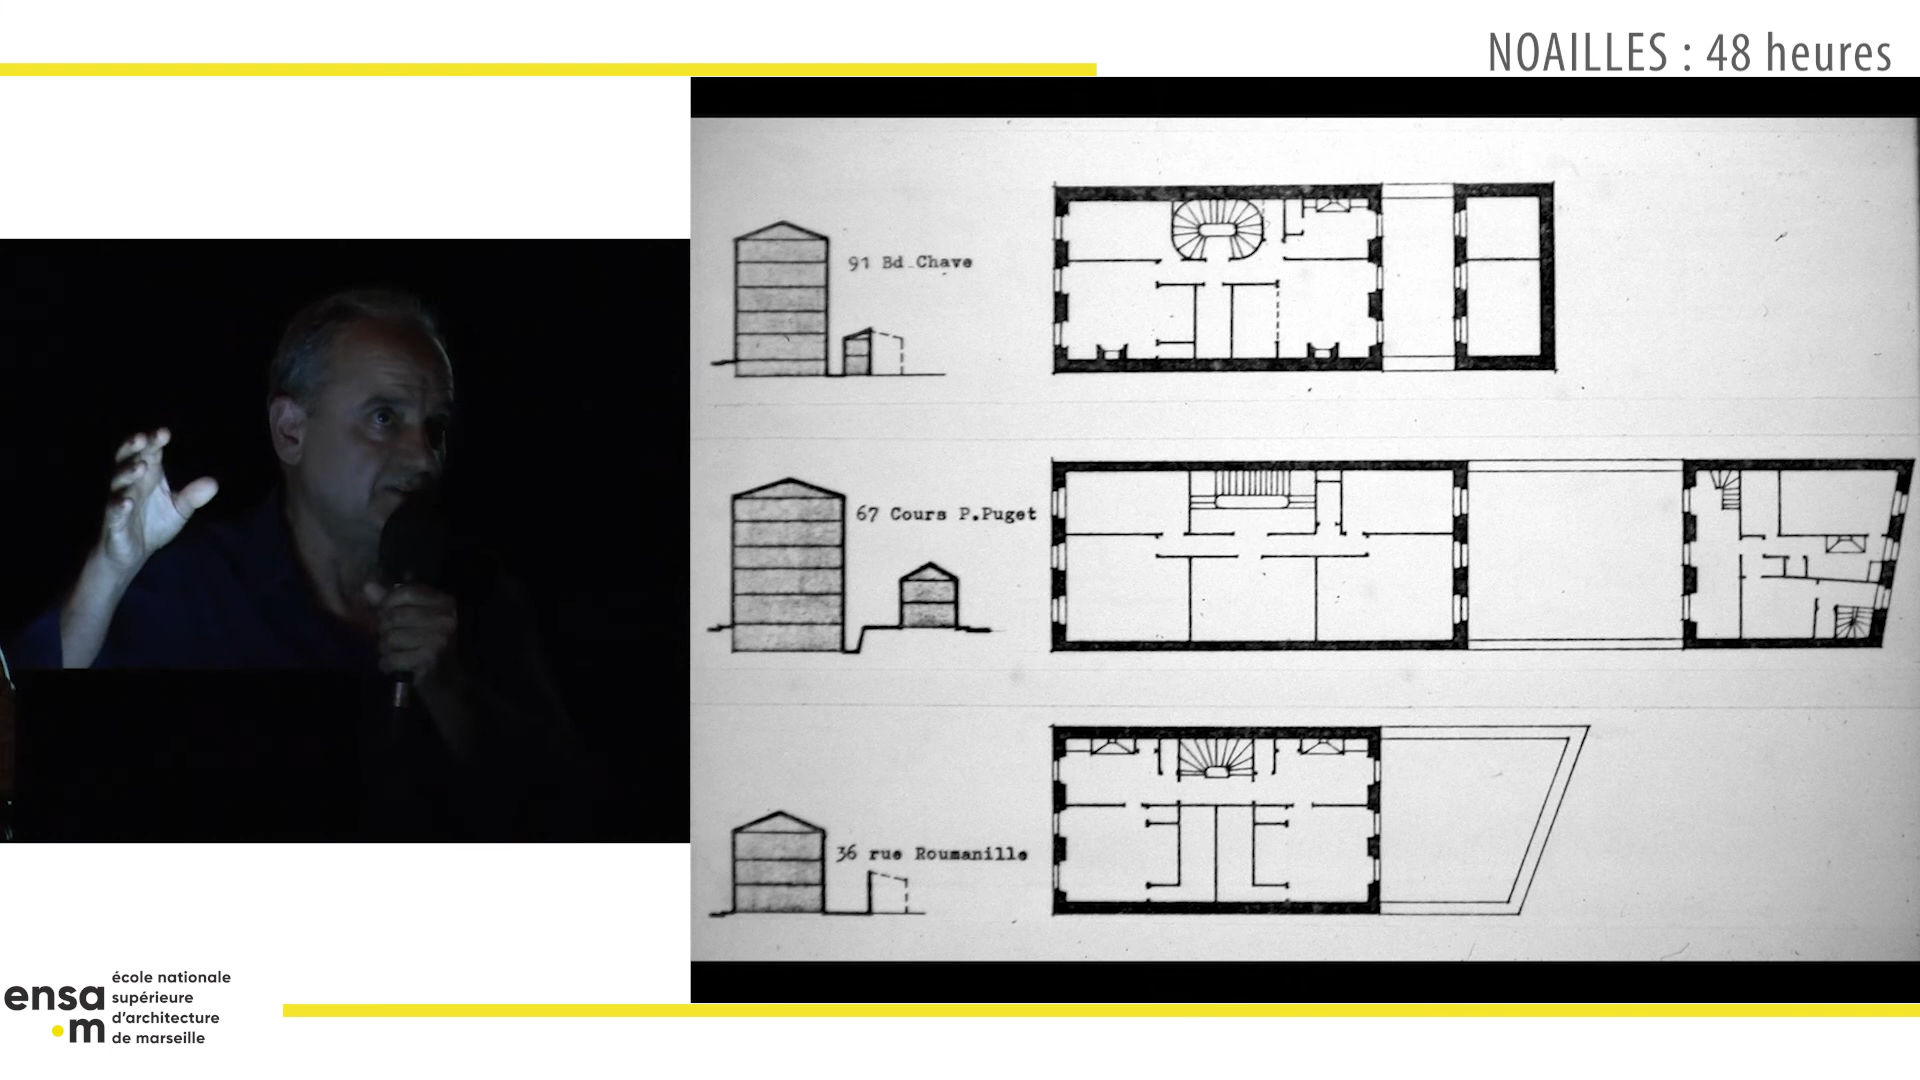 NOAILLES : 48 heures
91 Bd.Chave
67 Cours P.Puget
36 rue Roumanille
ensa
•m
école nationale
supérieure
d'architecture
de marseille